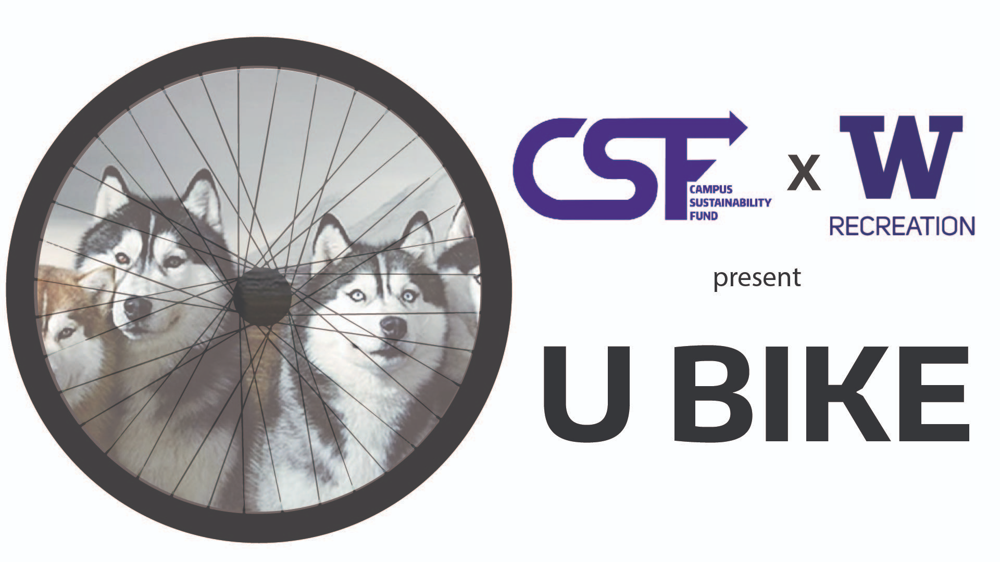 CSF
CAMPUS
SUSTAINABILITY
FUND
x
W
RECREATION
present
U BIKE